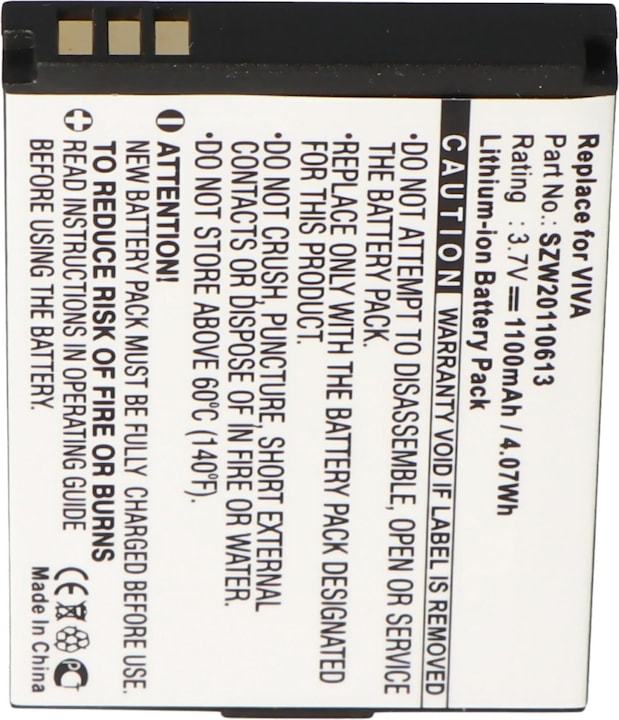 Replace for VIVA
Part No.: SZW20110613
Rating : 3.7V⎓1100mAh / 4.07Wh
Lithium-ion Battery Pack
CAUTION WARRANTY VOID IF LABEL IS REMOVED
•DO NOT ATTEMPT TO DISASSEMBLE, OPEN OR SERVICE
THE BATTERY PACK.
•REPLACE ONLY WITH THE BATTERY PACK DESIGNATED
FOR THIS PRODUCT.
•DO NOT CRUSH, PUNCTURE, SHORT EXTERNAL
CONTACTS OR DISPOSE OF IN FIRE OR WATER.
•DO NOT STORE ABOVE 60°C (140°F).
ATTENTION!
NEW BATTERY PACK MUST BE FULLY CHARGED BEFORE USE.
TO REDUCE RISK OF FIRE OR BURNS
READ INSTRUCTIONS IN OPERATING GUIDE
BEFORE USING THE BATTERY.
CE
Made In China